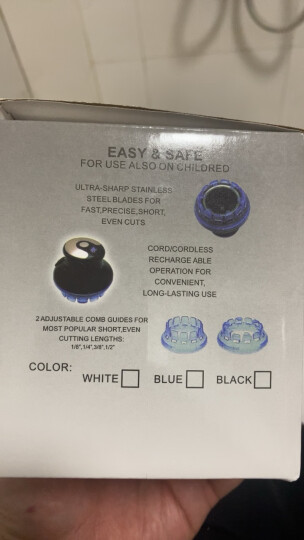 EASY & SAFE
FOR USE ALSO ON CHILDRED
ULTRA-SHARP STAINLESS
STEEL BLADES FOR
FAST,PRECISE,SHORT,
EVEN CUTS
CORD/CORDLESS
RECHARGE ABLE
OPERATION FOR
CONVENIENT,
LONG-LASTING USE
2 ADJUSTABLE COMB GUIDES FOR
MOST POPULAR SHORT,EVEN
CUTTING LENGTHS:
1/8",1/4",3/8",1/2"
COLOR:
WHITE BLUE BLACK